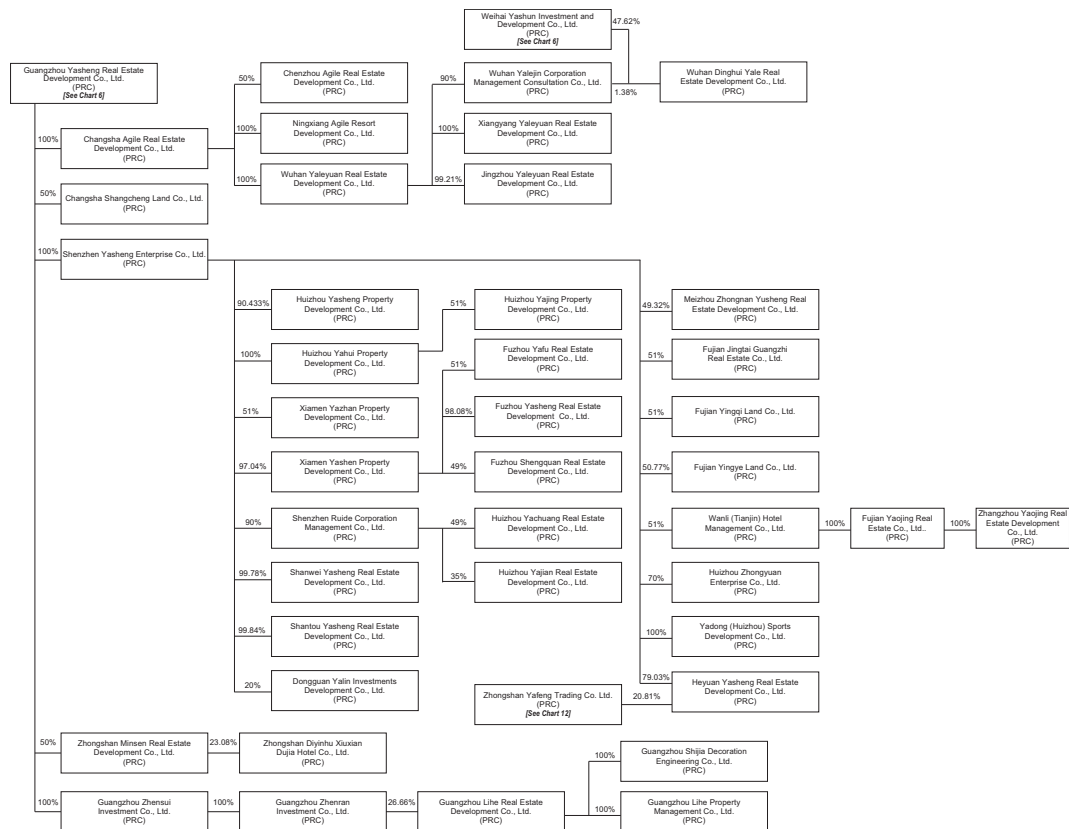 Weihai Yashun Investment and
Development Co., Ltd.
(PRC)
[See Chart 6]
47.62%
Guangzhou Yasheng Real Estate
Development Co., Ltd.
(PRC)
[See Chart 6]
50%
Chenzhou Agile Real Estate
Development Co., Ltd.
(PRC)
90%
Wuhan Yalejin Corporation
Management Consultation Co., Ltd.
(PRC)
1.38%
Wuhan Dinghui Yale Real
Estate Development Co., Ltd.
(PRC)
100%
Changsha Agile Real Estate
Development Co., Ltd.
(PRC)
100%
Ningxiang Agile Resort
Development Co., Ltd.
(PRC)
100%
Xiangyang Yaleyuan Real Estate
Development Co., Ltd.
(PRC)
100%
Wuhan Yaleyuan Real Estate
Development Co., Ltd.
(PRC)
99.21%
Jingzhou Yaleyuan Real Estate
Development Co., Ltd.
(PRC)
50%
Changsha Shangcheng Land Co., Ltd.
(PRC)
100%
Shenzhen Yasheng Enterprise Co., Ltd.
(PRC)
90.433%
Huizhou Yasheng Property
Development Co., Ltd.
(PRC)
51%
Huizhou Yajing Property
Development Co., Ltd.
(PRC)
49.32%
Meizhou Zhongnan Yusheng Real
Estate Development Co., Ltd.
(PRC)
100%
Huizhou Yahui Property
Development Co., Ltd.
(PRC)
51%
Fuzhou Yafu Real Estate
Development Co., Ltd.
(PRC)
51%
Fujian Jingtai Guangzhi
Real Estate Co., Ltd.
(PRC)
51%
Xiamen Yazhan Property
Development Co., Ltd.
(PRC)
98.08%
Fuzhou Yasheng Real Estate
Development Co., Ltd.
(PRC)
51%
Fujian Yingqi Land Co., Ltd.
(PRC)
97.04%
Xiamen Yashen Property
Development Co., Ltd.
(PRC)
49%
Fuzhou Shengquan Real Estate
Development Co., Ltd.
(PRC)
50.77%
Fujian Yingye Land Co., Ltd.
(PRC)
90%
Shenzhen Ruide Corporation
Management Co., Ltd.
(PRC)
49%
Huizhou Yachuang Real Estate
Development Co., Ltd.
(PRC)
51%
Wanli (Tianjin) Hotel
Management Co., Ltd.
(PRC)
100%
Fujian Yaojing Real
Estate Co., Ltd..
(PRC)
100%
Zhangzhou Yaojing Real
Estate Development
Co., Ltd.
(PRC)
99.78%
Shanwei Yasheng Real Estate
Development Co., Ltd.
(PRC)
35%
Huizhou Yajian Real Estate
Development Co., Ltd.
(PRC)
70%
Huizhou Zhongyuan
Enterprise Co., Ltd.
(PRC)
99.84%
Shantou Yasheng Real Estate
Development Co., Ltd.
(PRC)
100%
Yadong (Huizhou) Sports
Development Co., Ltd.
(PRC)
20%
Dongguan Yalin Investments
Development Co., Ltd.
(PRC)
Zhongshan Yafeng Trading Co. Ltd.
(PRC)
[See Chart 12]
20.81%
79.03%
Heyuan Yasheng Real Estate
Development Co., Ltd.
(PRC)
50%
Zhongshan Minsen Real Estate
Development Co., Ltd.
(PRC)
23.08%
Zhongshan Diyinhu Xiuxian
Dujia Hotel Co., Ltd.
(PRC)
100%
Guangzhou Shijia Decoration
Engineering Co., Ltd.
(PRC)
100%
Guangzhou Zhensui
Investment Co., Ltd.
(PRC)
100%
Guangzhou Zhenran
Investment Co., Ltd.
(PRC)
26.66%
Guangzhou Lihe Real Estate
Development Co., Ltd.
(PRC)
100%
Guangzhou Lihe Property
Management Co., Ltd.
(PRC)